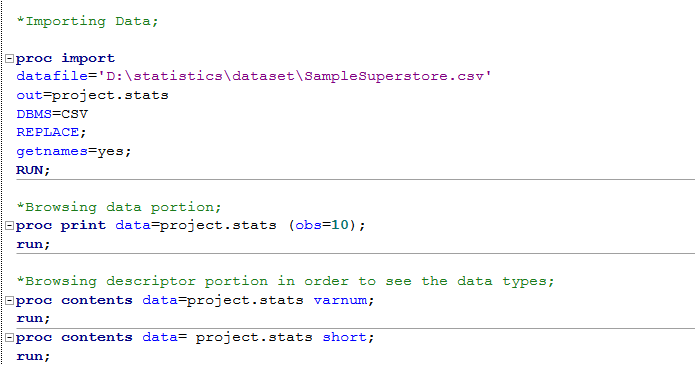 *Importing Data;
proc import
datafile='D:\statistics\dataset\SampleSuperstore.csv'
out=project.stats
DBMS=CSV
REPLACE;
getnames=yes;
RUN;
*Browsing data portion;
proc print data=project.stats (obs=10);
run;
*Browsing descriptor portion in order to see the data types;
proc contents data=project.stats varnum;
run;
proc contents data= project.stats short;
run;